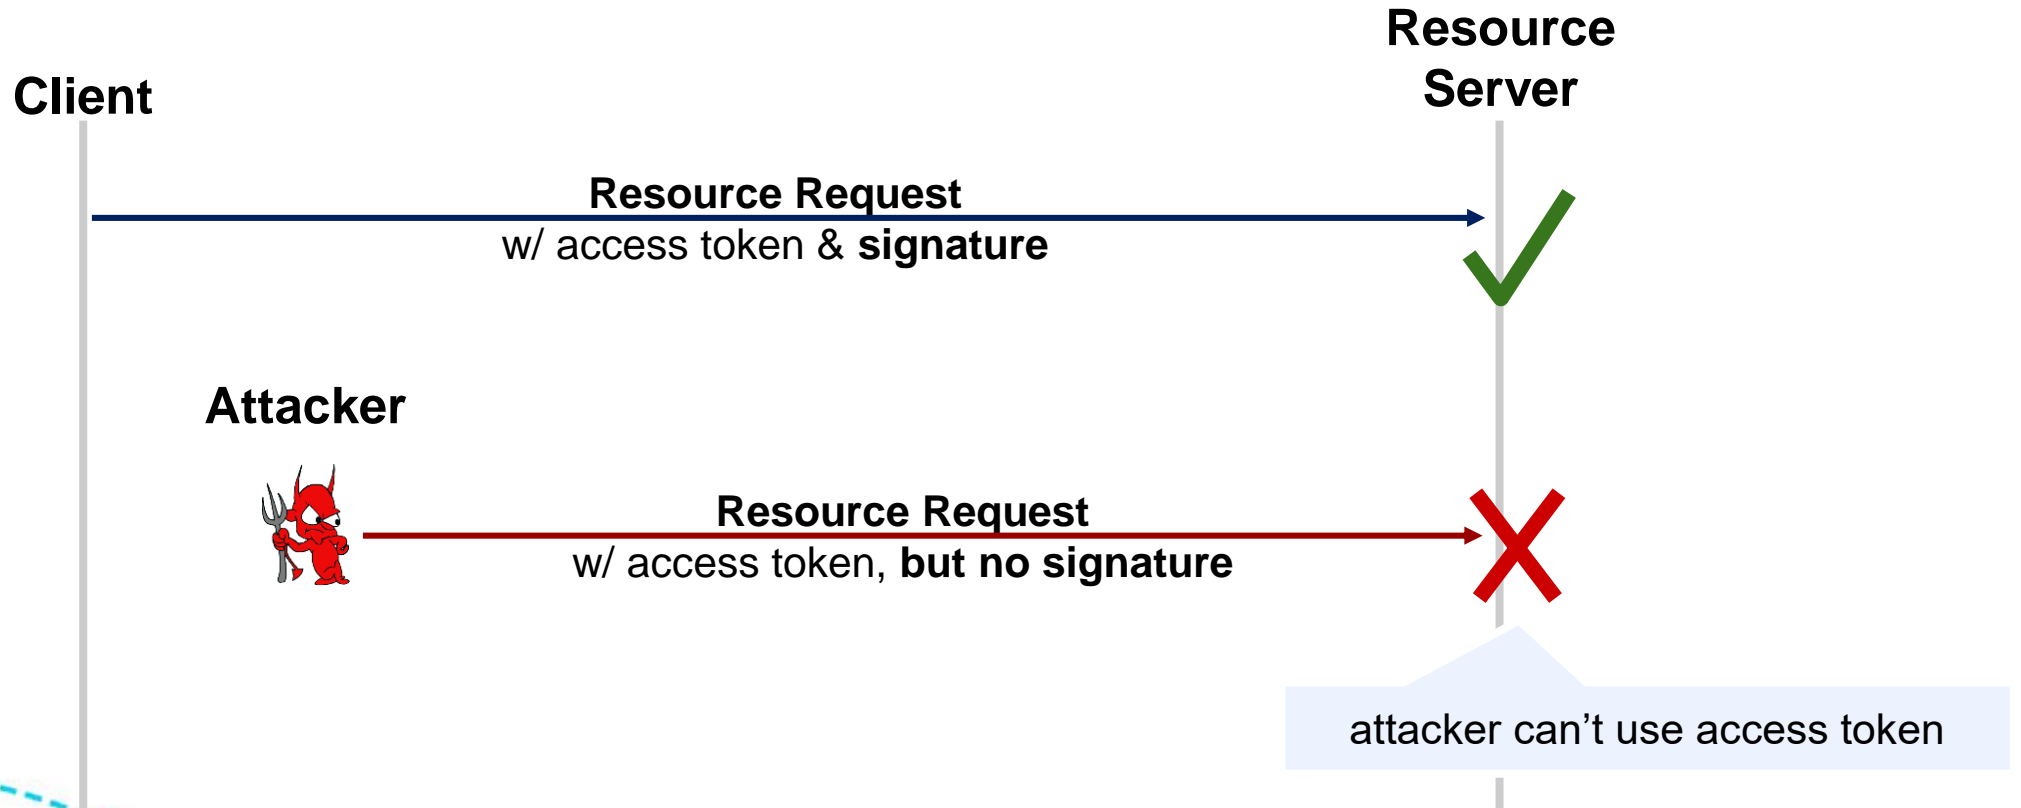 Resource
Server
Client
Resource Request
w/ access token & signature
Attacker
Resource Request
w/ access token, but no signature
attacker can’t use access token